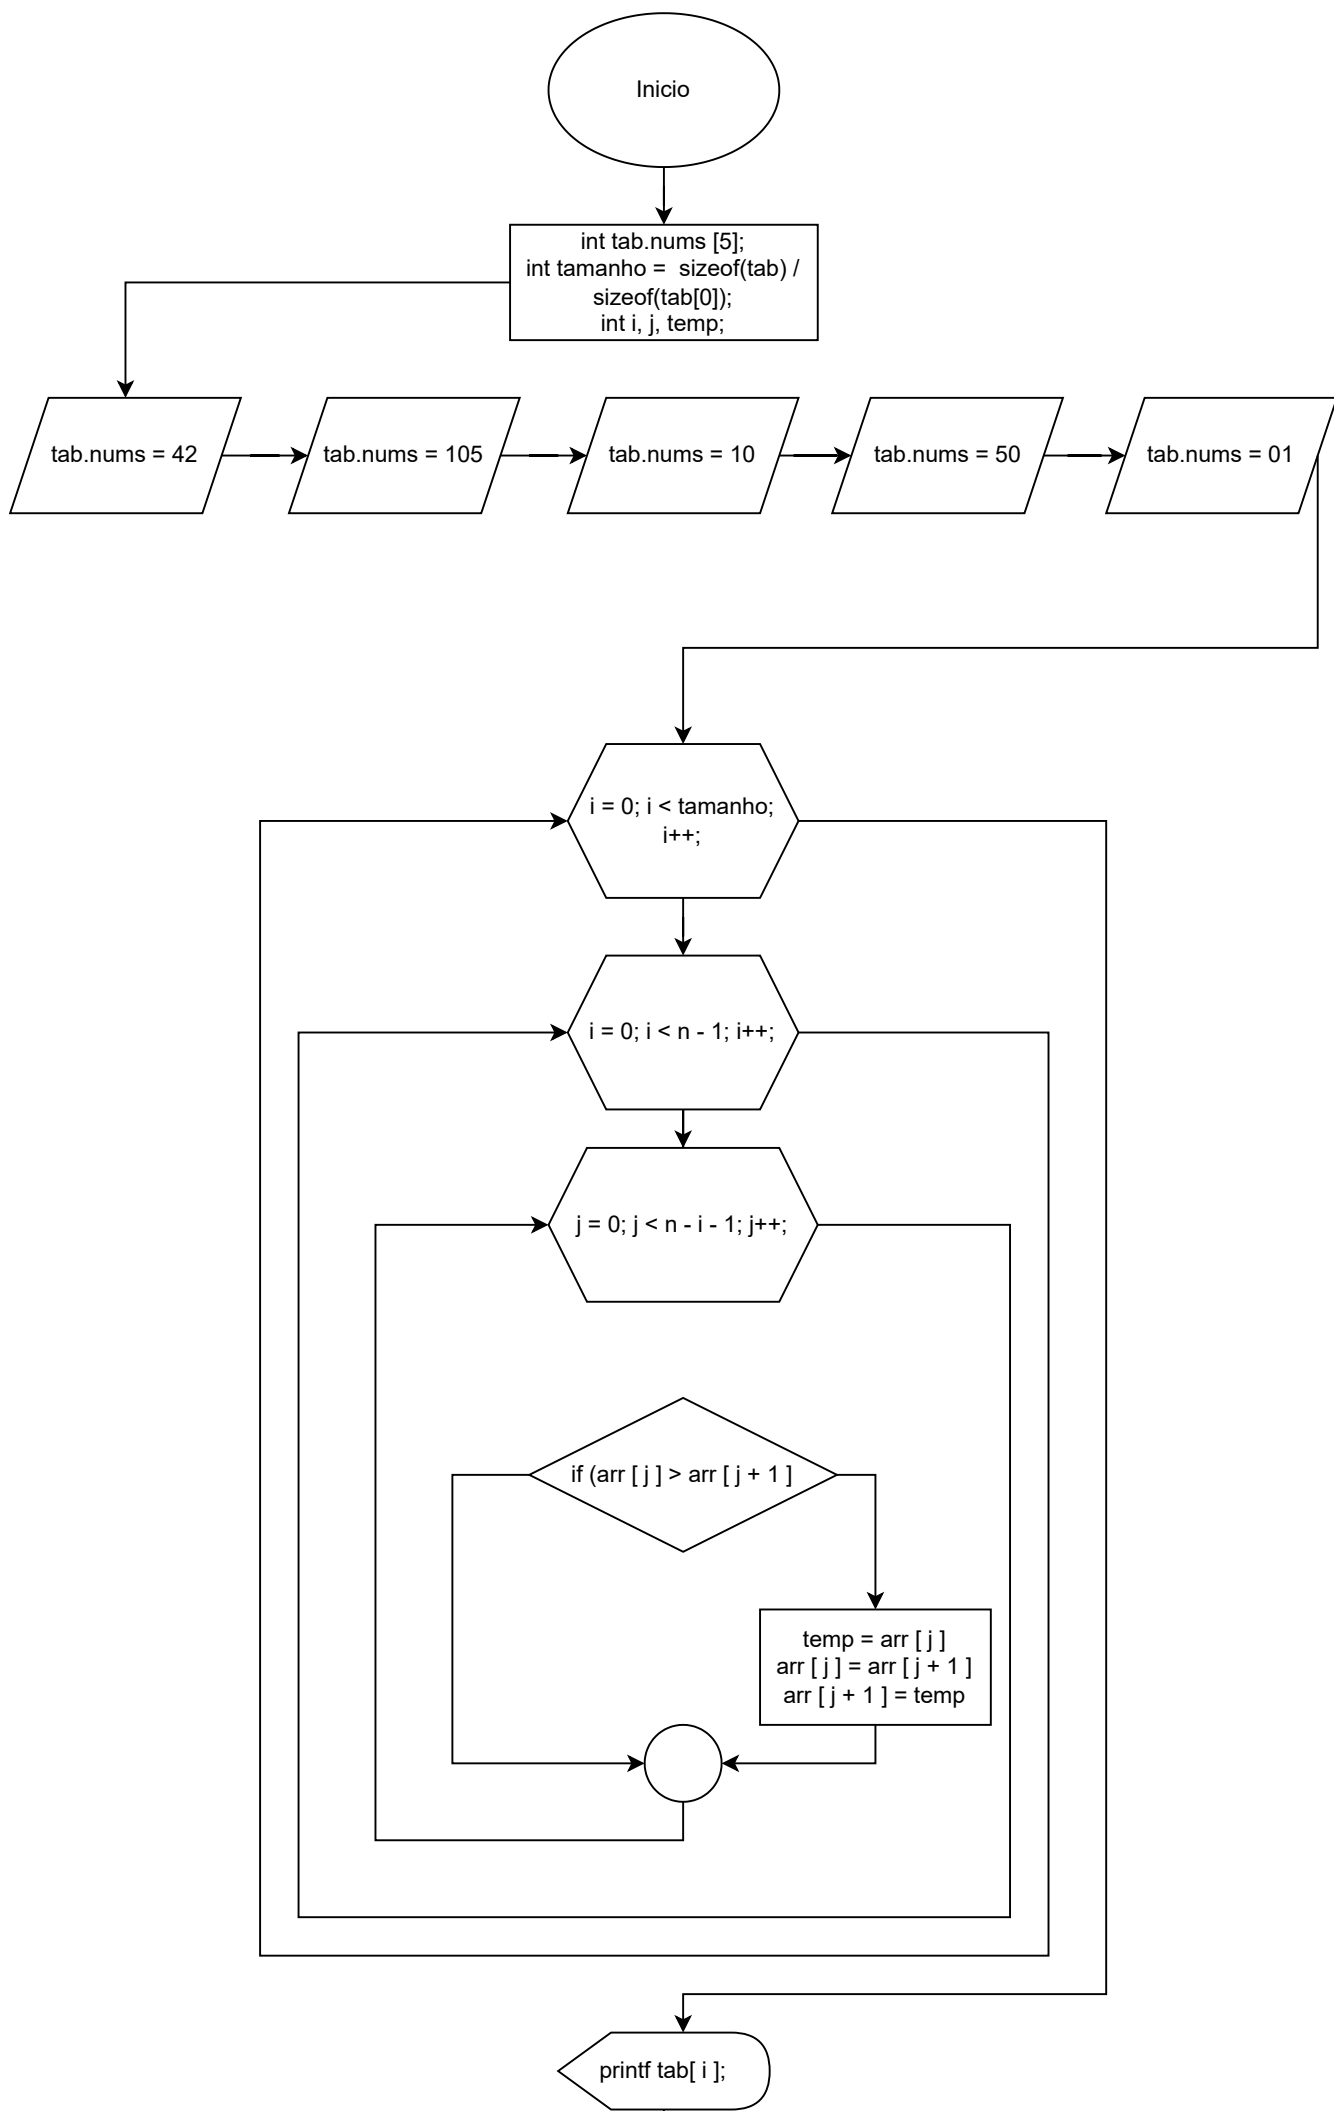 Inicio
int tab.nums [5];
int tamanho =  sizeof(tab) /
sizeof(tab[0]);
int i, j, temp;
tab.nums = 42
tab.nums = 105
tab.nums = 10
tab.nums = 50
tab.nums = 01
i = 0; i < tamanho;
i++;
i = 0; i < n - 1; i++;
j = 0; j < n - i - 1; j++;
if (arr [ j ] > arr [ j + 1 ]
temp = arr [ j ]
arr [ j ] = arr [ j + 1 ]
arr [ j + 1 ] = temp
printf tab[ i ];